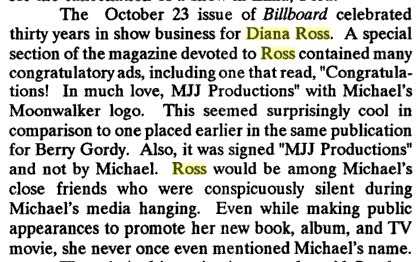 The October 23 issue of Billboard celebrated
thirty years in show business for Diana Ross. A special
section of the magazine devoted to Ross contained many
congratulatory ads, including one that read, "Congratula-
tions! In much love, MJJ Productions" with Michael's
Moonwalker logo. This seemed surprisingly cool in
comparison to one placed earlier in the same publication
for Berry Gordy. Also, it was signed "MJJ Productions"
and not by Michael. Ross would be among Michael's
close friends who were conspicuously silent during
Michael's media hanging. Even while making public
appearances to promote her new book, album, and TV
movie, she never once even mentioned Michael's name.